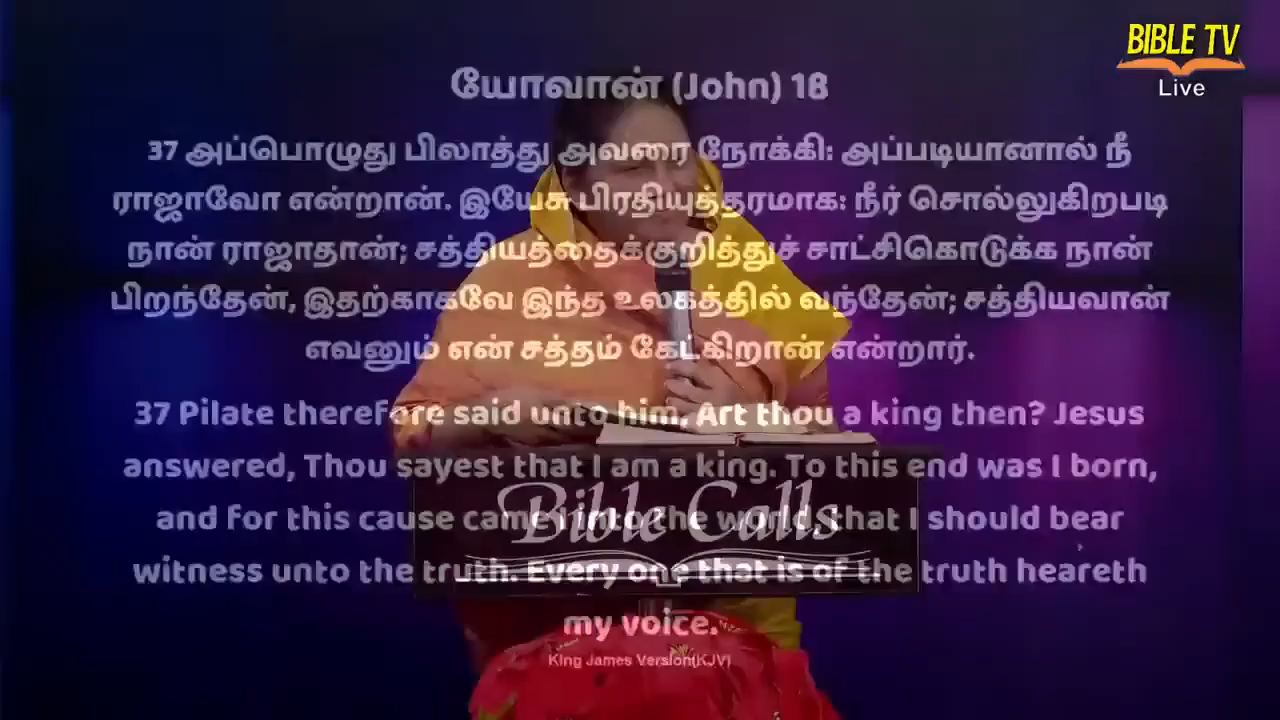 BIBLE TV
Live
யோவான் (John) 18
37 அப்பொழுது பிலாத்து அவரை நோக்கி: அப்படியானால் நீ
ராஜாவோ என்றான். இயேசு பிரதியுத்தரமாக: நீர் சொல்லுகிறபடி
நான் ராஜாதான்; சத்தியத்தைக்குறித்துச் சாட்சிகொடுக்க நான்
பிறந்தேன், இதற்காகவே இந்த உலகத்தில் வந்தேன்; சத்தியவான்
எவனும் என் சத்தம் கேட்கிறான் என்றார்.
37 Pilate therefore said unto him, Art thou a king then? Jesus
answered, Thou sayest that I am a king. To this end was I born,
and for this cause came I into the world, that I should bear
witness unto the truth. Every one that is of the truth heareth
my voice.
King James Version(KJV)
Bible Calls